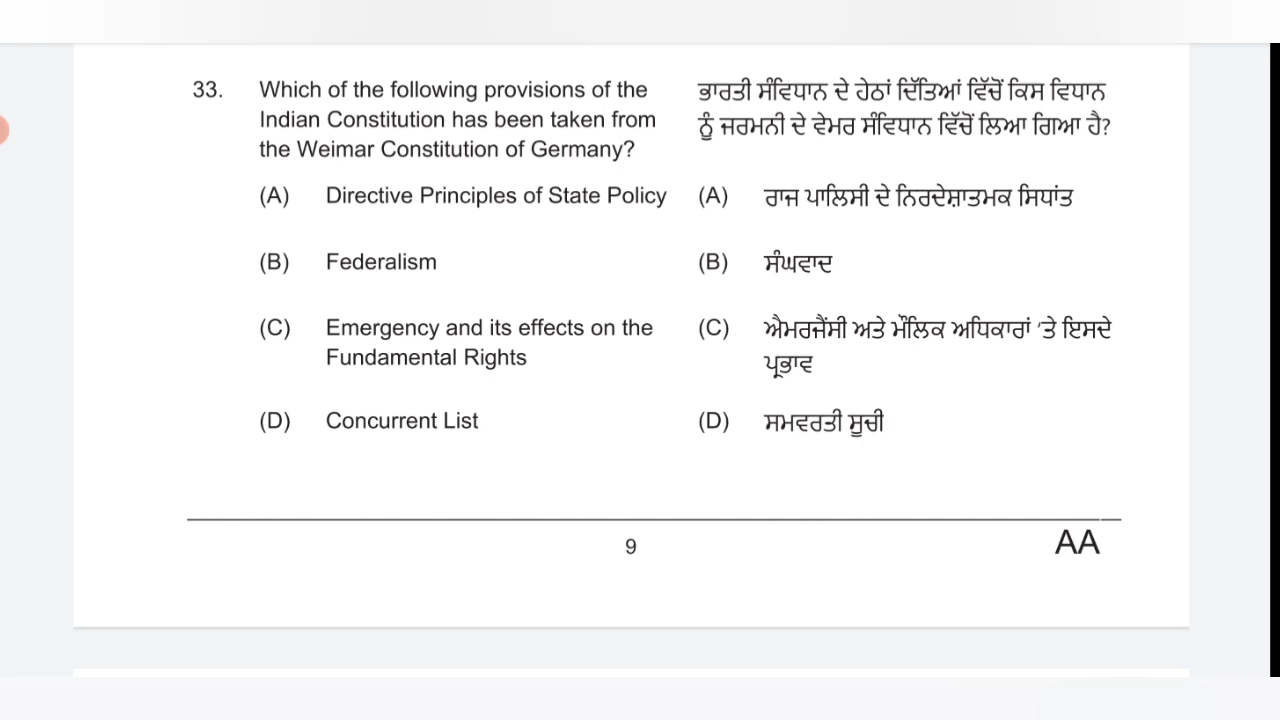 33. Which of the following provisions of the
Indian Constitution has been taken from
the Weimar Constitution of Germany?
(A) Directive Principles of State Policy
(B) Federalism
(C) Emergency and its effects on the
Fundamental Rights
(D) Concurrent List
ਭਾਰਤੀ ਸੰਵਿਧਾਨ ਦੇ ਹੇਠਾਂ ਦਿੱਤਿਆਂ ਵਿੱਚੋਂ ਕਿਸ ਵਿਧਾਨ
ਨੂੰ ਜਰਮਨੀ ਦੇ ਵੇਮਰ ਸੰਵਿਧਾਨ ਵਿੱਚੋਂ ਲਿਆ ਗਿਆ ਹੈ?
(A) ਰਾਜ ਪਾਲਿਸੀ ਦੇ ਨਿਰਦੇਸ਼ਾਤਮਕ ਸਿਧਾਂਤ
(B) ਸੰਘਵਾਦ
(C) ਐਮਰਜੈਂਸੀ ਅਤੇ ਮੌਲਿਕ ਅਧਿਕਾਰਾਂ ‘ਤੇ ਇਸਦੇ
ਪ੍ਰਭਾਵ
(D) ਸਮਵਰਤੀ ਸੂਚੀ
9
AA